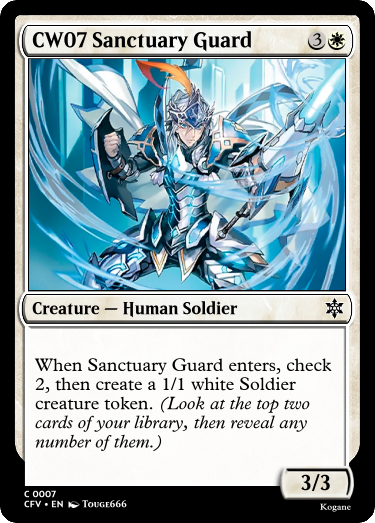 CW07 Sanctuary Guard 3
Creature — Human Soldier
When Sanctuary Guard enters, check
2, then create a 1/1 white Soldier
creature token. (Look at the top two
cards of your library, then reveal any
number of them.)
3/3
C 0007
CFV • EN Touge666
Kogane